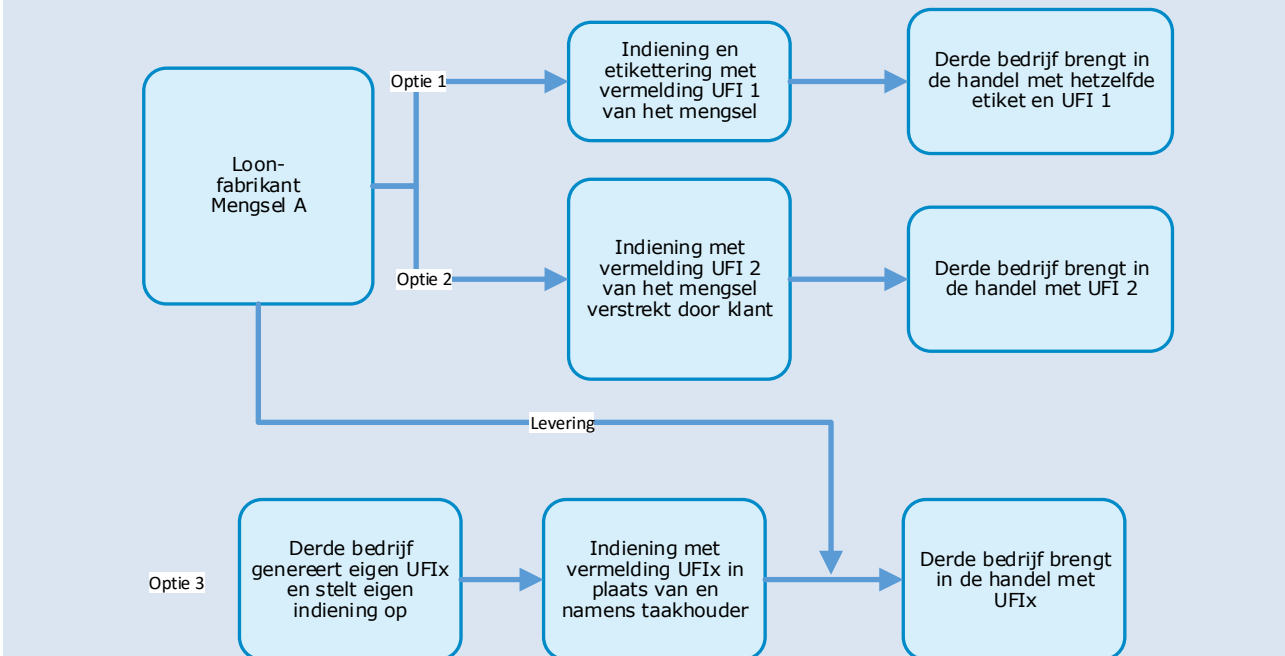 Loon-
fabrikant
Mengsel A
Optie 1
Indiening en
etikettering met
vermelding UFI 1
van het mengsel
Derde bedrijf brengt in
de handel met hetzelfde
etiket en UFI 1
Optie 2
Indiening met
vermelding UFI 2
van het mengsel
verstrekt door klant
Derde bedrijf brengt in
de handel met UFI 2
Levering
Optie 3
Derde bedrijf
genereert eigen UFIx
en stelt eigen
indiening op
Indiening met
vermelding UFIx in
plaats van en
namens taakhouder
Derde bedrijf brengt
in de handel met
UFIx